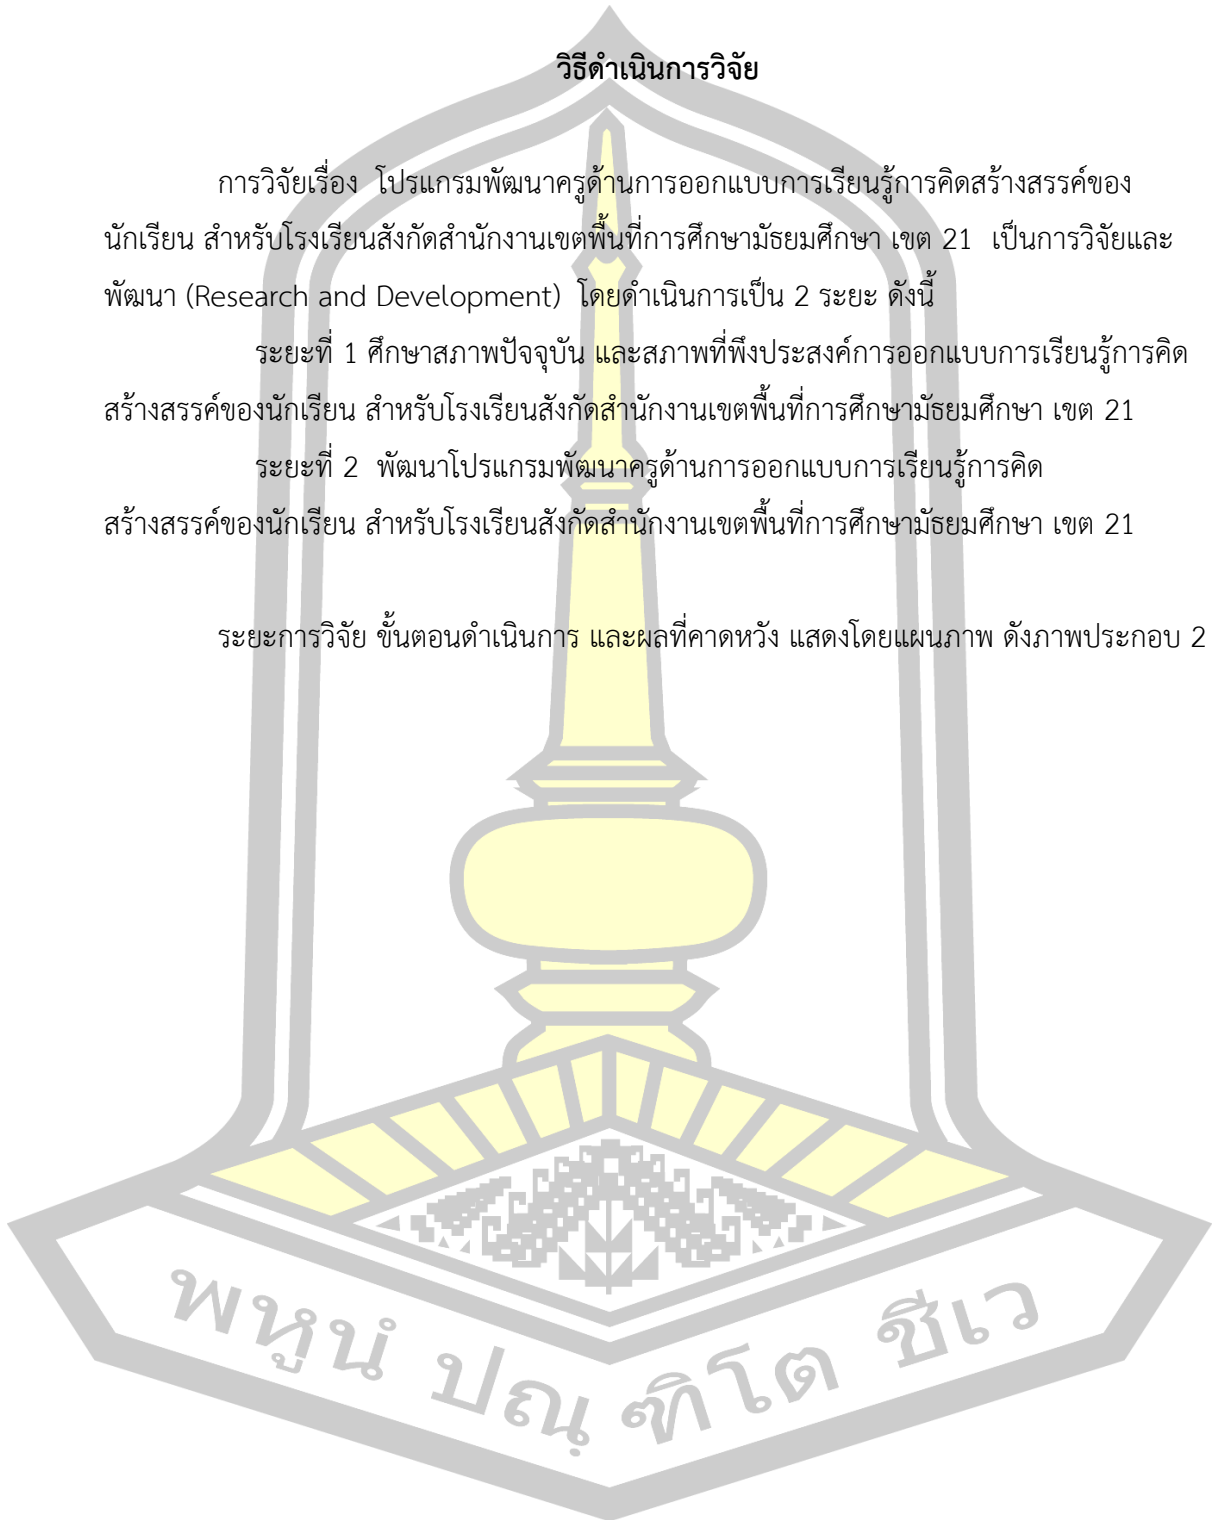 วิธีดำเนินการวิจัย
การวิจัยเรื่อง โปรแกรมพัฒนาครูด้านการออกแบบการเรียนรู้การคิดสร้างสรรค์ของ
นักเรียน สำหรับโรงเรียนสังกัดสำนักงานเขตพื้นที่การศึกษามัธยมศึกษา เขต 21 เป็นการวิจัยและ
พัฒนา (Research and Development) โดยดำเนินการเป็น 2 ระยะ ดังนี้
ระยะที่ 1 ศึกษาสภาพปัจจุบัน และสภาพที่พึงประสงค์การออกแบบการเรียนรู้การคิด
สร้างสรรค์ของนักเรียน สำหรับโรงเรียนสังกัดสำนักงานเขตพื้นที่การศึกษามัธยมศึกษา เขต 21
ระยะที่ 2 พัฒนาโปรแกรมพัฒนาครูด้านการออกแบบการเรียนรู้การคิด
สร้างสรรค์ของนักเรียน สำหรับโรงเรียนสังกัดสำนักงานเขตพื้นที่การศึกษามัธยมศึกษา เขต 21
ระยะการวิจัย ขั้นตอนดำเนินการ และผลที่คาดหวัง แสดงโดยแผนภาพ ดังภาพประกอบ 2
พหูนํ ปณฺ ฑิโต ชีเว